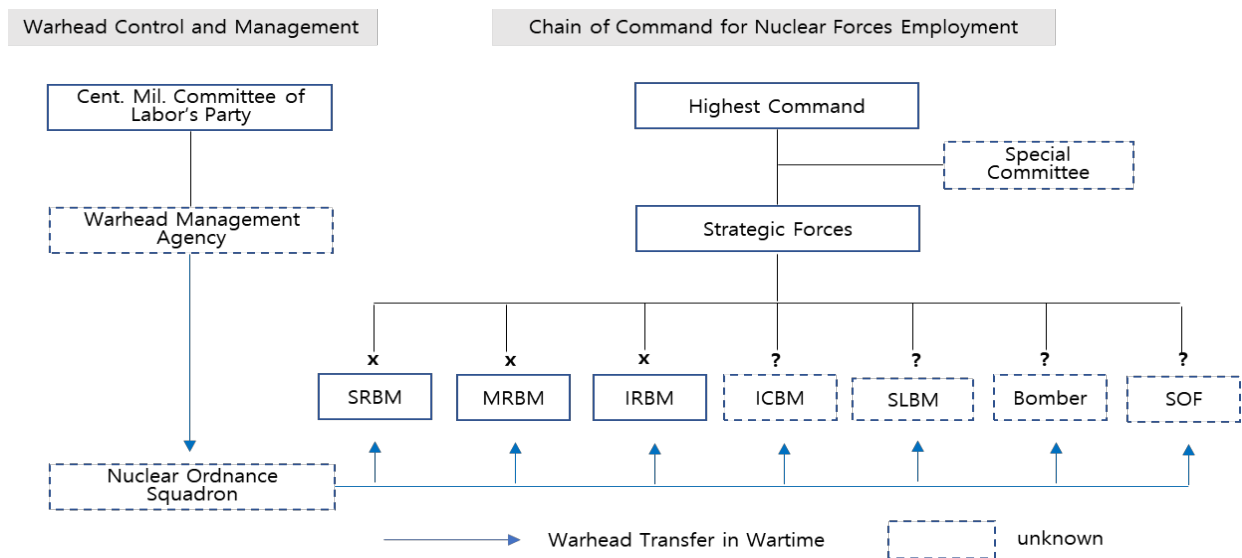 Warhead Control and Management
Chain of Command for Nuclear Forces Employment
Cent. Mil. Committee of
Labor's Party
Highest Command
Special
Committee
Warhead Management
Agency
Strategic Forces
x x x ? ? ? ?
SRBM MRBM IRBM ICBM SLBM Bomber SOF
Nuclear Ordnance
Squadron
Warhead Transfer in Wartime
unknown